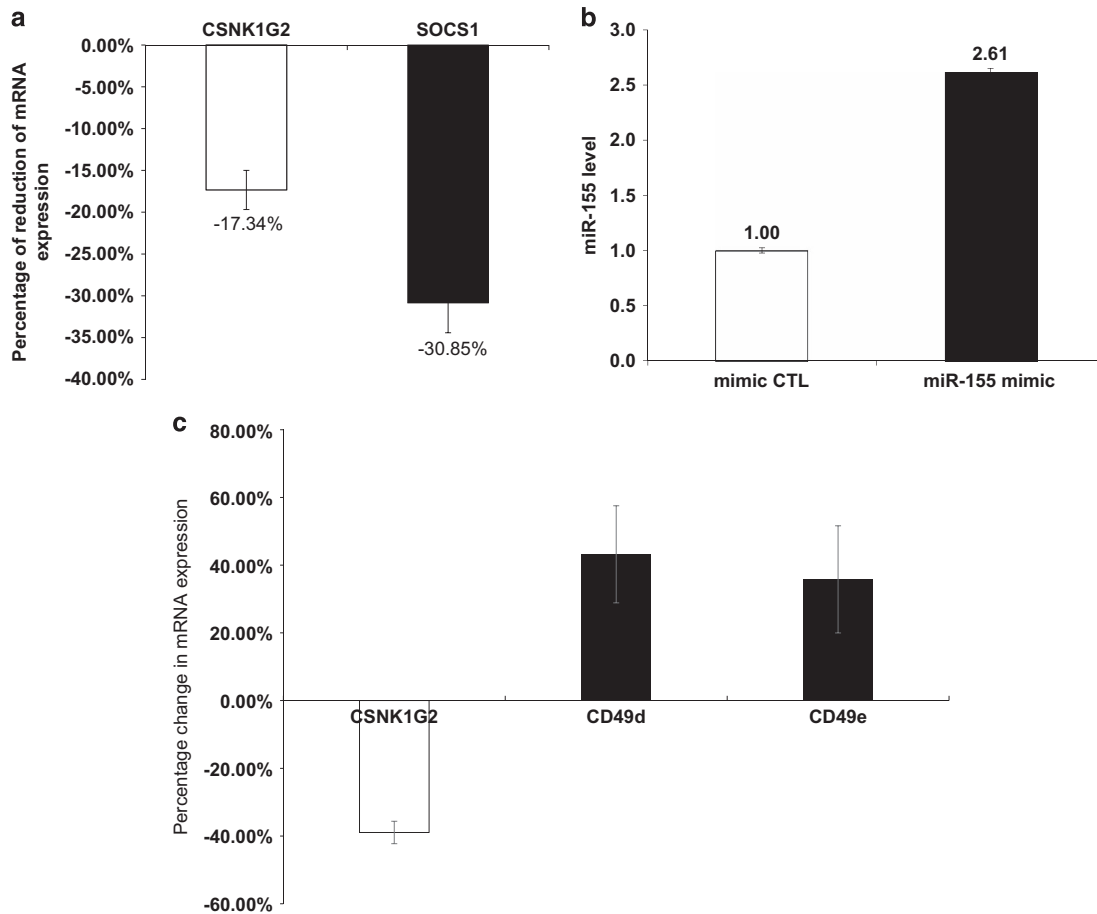 a
CSNK1G2 SOCS1
0.00%
-5.00%
-10.00%
-15.00%
-20.00%
-25.00%
-30.00%
-35.00%
-40.00%
Percentage of reduction of mRNA
expression
-17.34%
-30.85%
b
3.0
2.5
2.0
1.5
1.0
0.5
0.0
miR-155 level
1.00
2.61
mimic CTL miR-155 mimic
c
80.00%
60.00%
40.00%
20.00%
0.00%
-20.00%
-40.00%
-60.00%
Percentage change in mRNA expression
CSNK1G2 CD49d CD49e